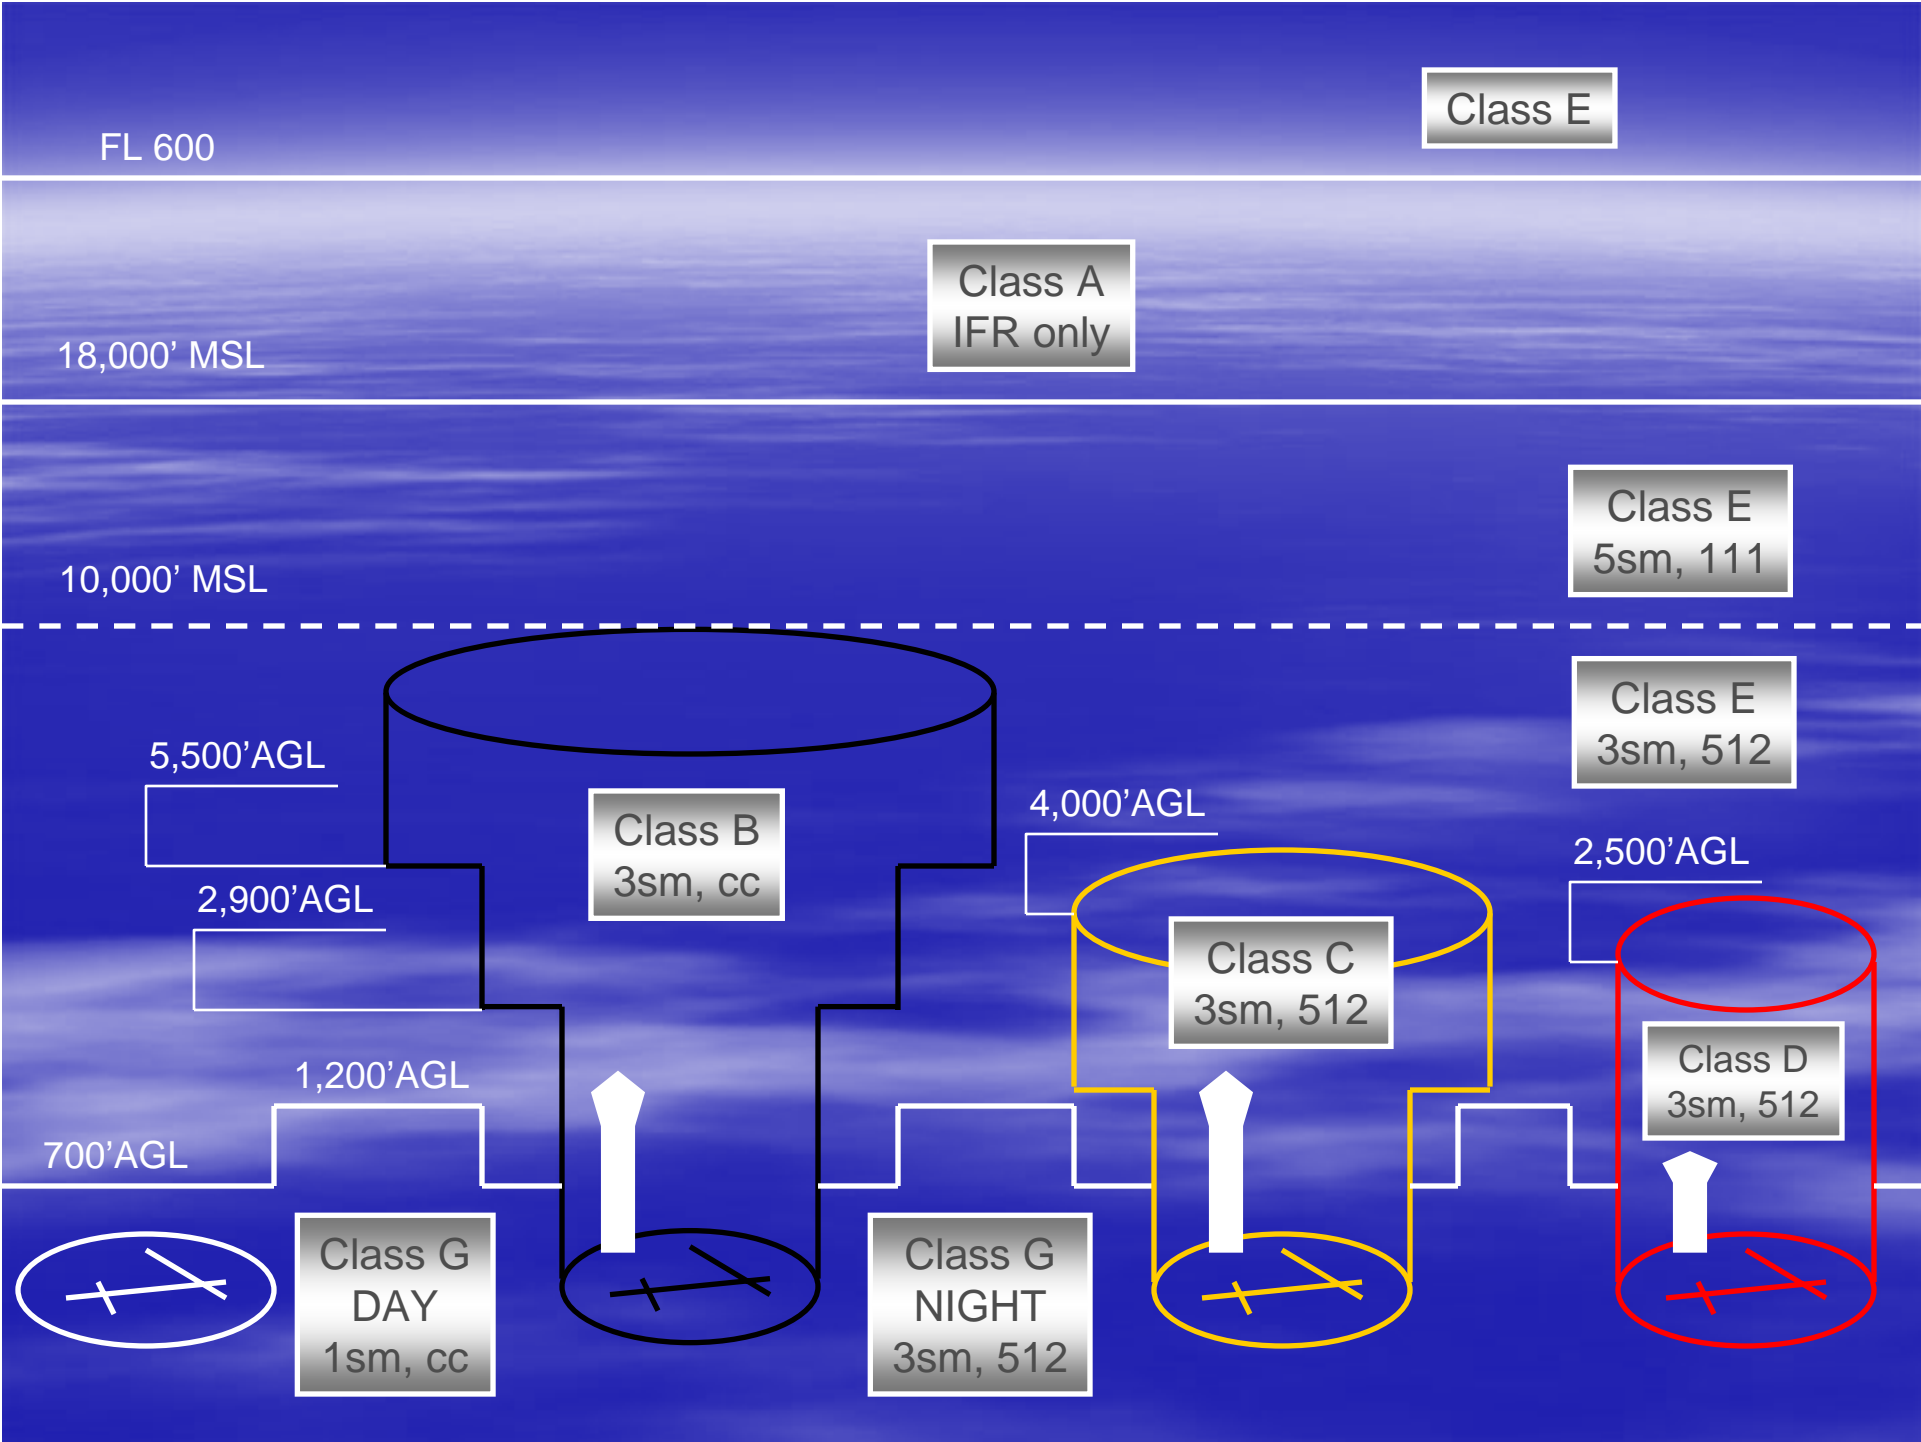 Class E
FL 600
Class A
IFR only
18,000’ MSL
Class E
5sm, 111
10,000’ MSL
Class E
3sm, 512
5,500’AGL
4,000’AGL
Class B
3sm, cc
2,500’AGL
2,900’AGL
Class C
3sm, 512
Class D
3sm, 512
1,200’AGL
700’AGL
Class G
DAY
1sm, cc
Class G
NIGHT
3sm, 512